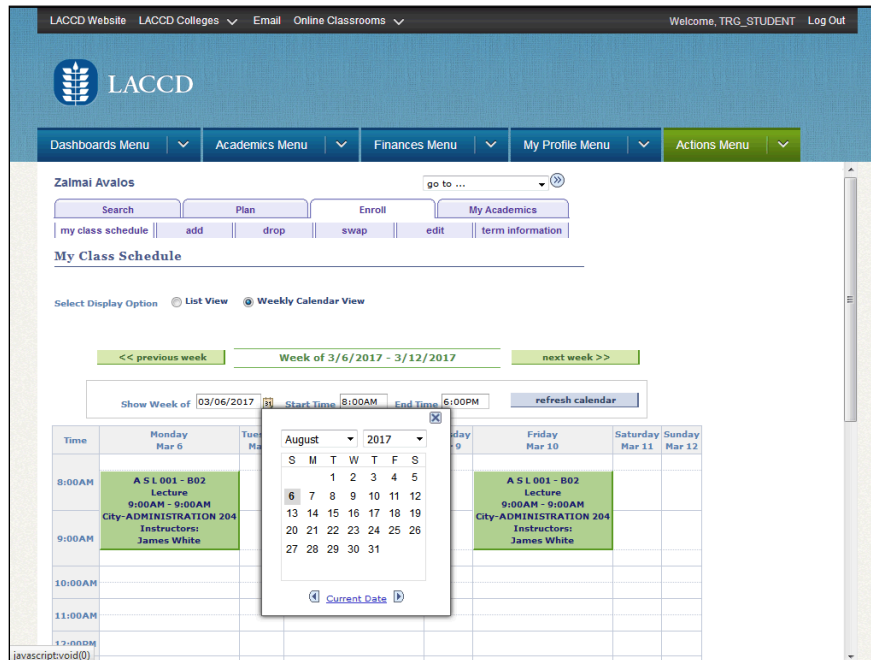 LACCD Website LACCD Colleges Email Online Classrooms Welcome, TRG_STUDENT Log Out
LACCD
Dashboards Menu Academics Menu Finances Menu My Profile Menu Actions Menu
Zalmai Avalos go to ...
Search Plan Enroll My Academics
my class schedule add drop swap edit term information
My Class Schedule
Select Display Option List View Weekly Calendar View
<< previous week Week of 3/6/2017 - 3/12/2017 next week >>
Show Week of 03/06/2017 31 Start Time 8:00AM End Time 6:00PM refresh calendar
Time Monday Friday Saturday Sunday
Mar 6 Mar 10 Mar 11 Mar 12
August 2017
S M T W T F S
1 2 3 4 5
6 7 8 9 10 11 12
13 14 15 16 17 18 19
20 21 22 23 24 25 26
27 28 29 30 31
Current Date
8:00AM
9:00AM
10:00AM
11:00AM
12:00PM
A S L 001 - B02
Lecture
9:00AM - 9:00AM
City-ADMINISTRATION 204
Instructors:
James White
A S L 001 - B02
Lecture
9:00AM - 9:00AM
City-ADMINISTRATION 204
Instructors:
James White
javascript:void(0)